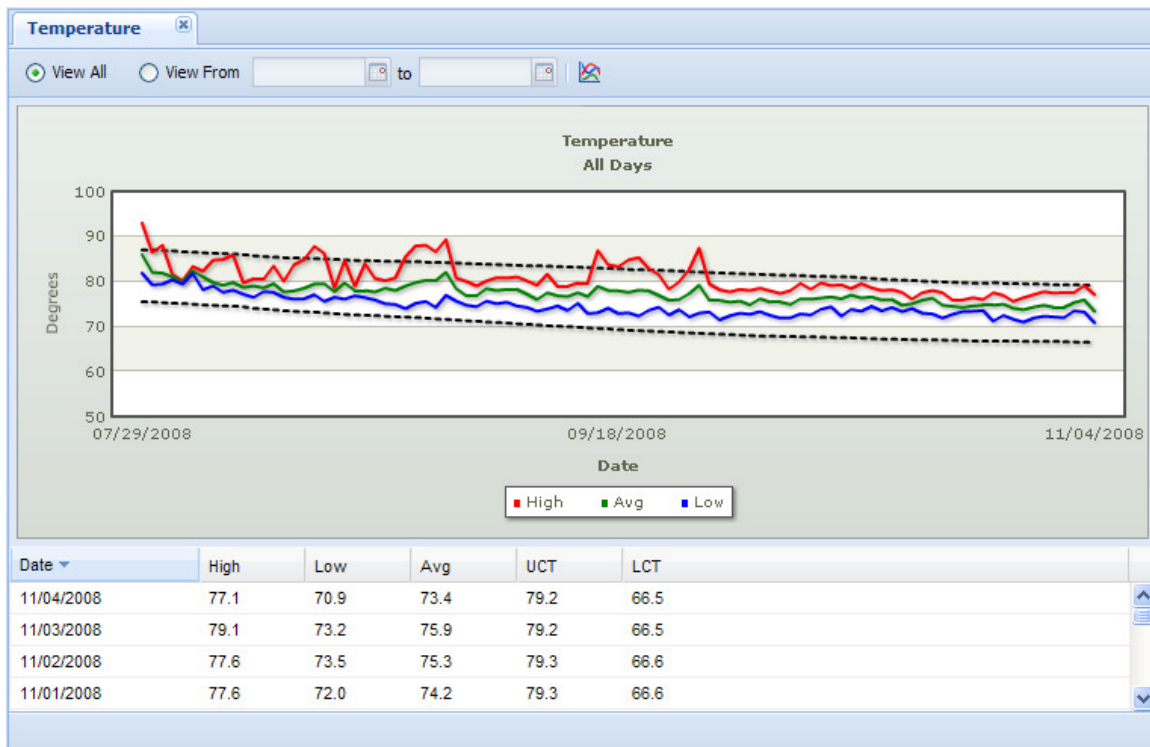 Temperature
View All View From to
Temperature
All Days
100
90
80
70
60
50
Degrees
07/29/2008 09/18/2008 11/04/2008
Date
High Avg Low
Date High Low Avg UCT LCT
11/04/2008 77.1 70.9 73.4 79.2 66.5
11/03/2008 79.1 73.2 75.9 79.2 66.5
11/02/2008 77.6 73.5 75.3 79.3 66.6
11/01/2008 77.6 72.0 74.2 79.3 66.6